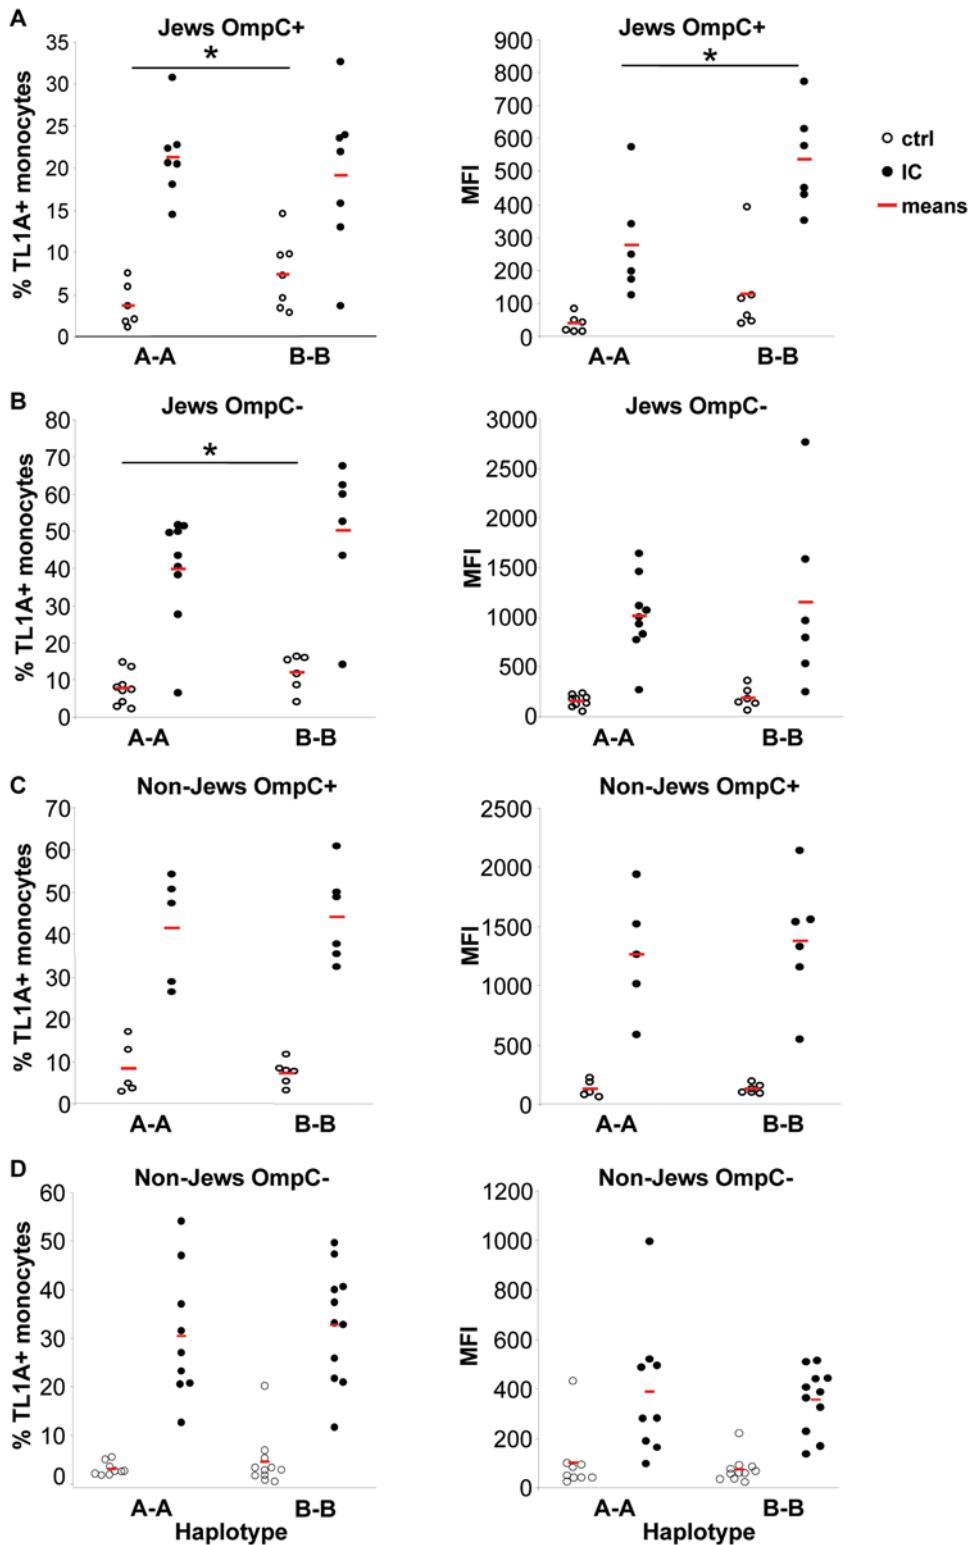 A
Jews OmpC+
Jews OmpC+
% TL1A+ monocytes
35
30
25
20
15
10
5
0
*
A-A
B-B
MFI
900
800
700
600
500
400
300
200
100
0
*
A-A
B-B
ctrl
IC
means
B
Jews OmpC-
Jews OmpC-
% TL1A+ monocytes
80
70
60
50
40
30
20
10
0
*
A-A
B-B
MFI
3000
2500
2000
1500
1000
500
0
A-A
B-B
C
Non-Jews OmpC+
Non-Jews OmpC+
% TL1A+ monocytes
70
60
50
40
30
20
10
0
A-A
B-B
MFI
2500
2000
1500
1000
500
0
A-A
B-B
D
Non-Jews OmpC-
Non-Jews OmpC-
% TL1A+ monocytes
60
50
40
30
20
10
0
A-A
B-B
Haplotype
MFI
1200
1000
800
600
400
200
0
A-A
B-B
Haplotype